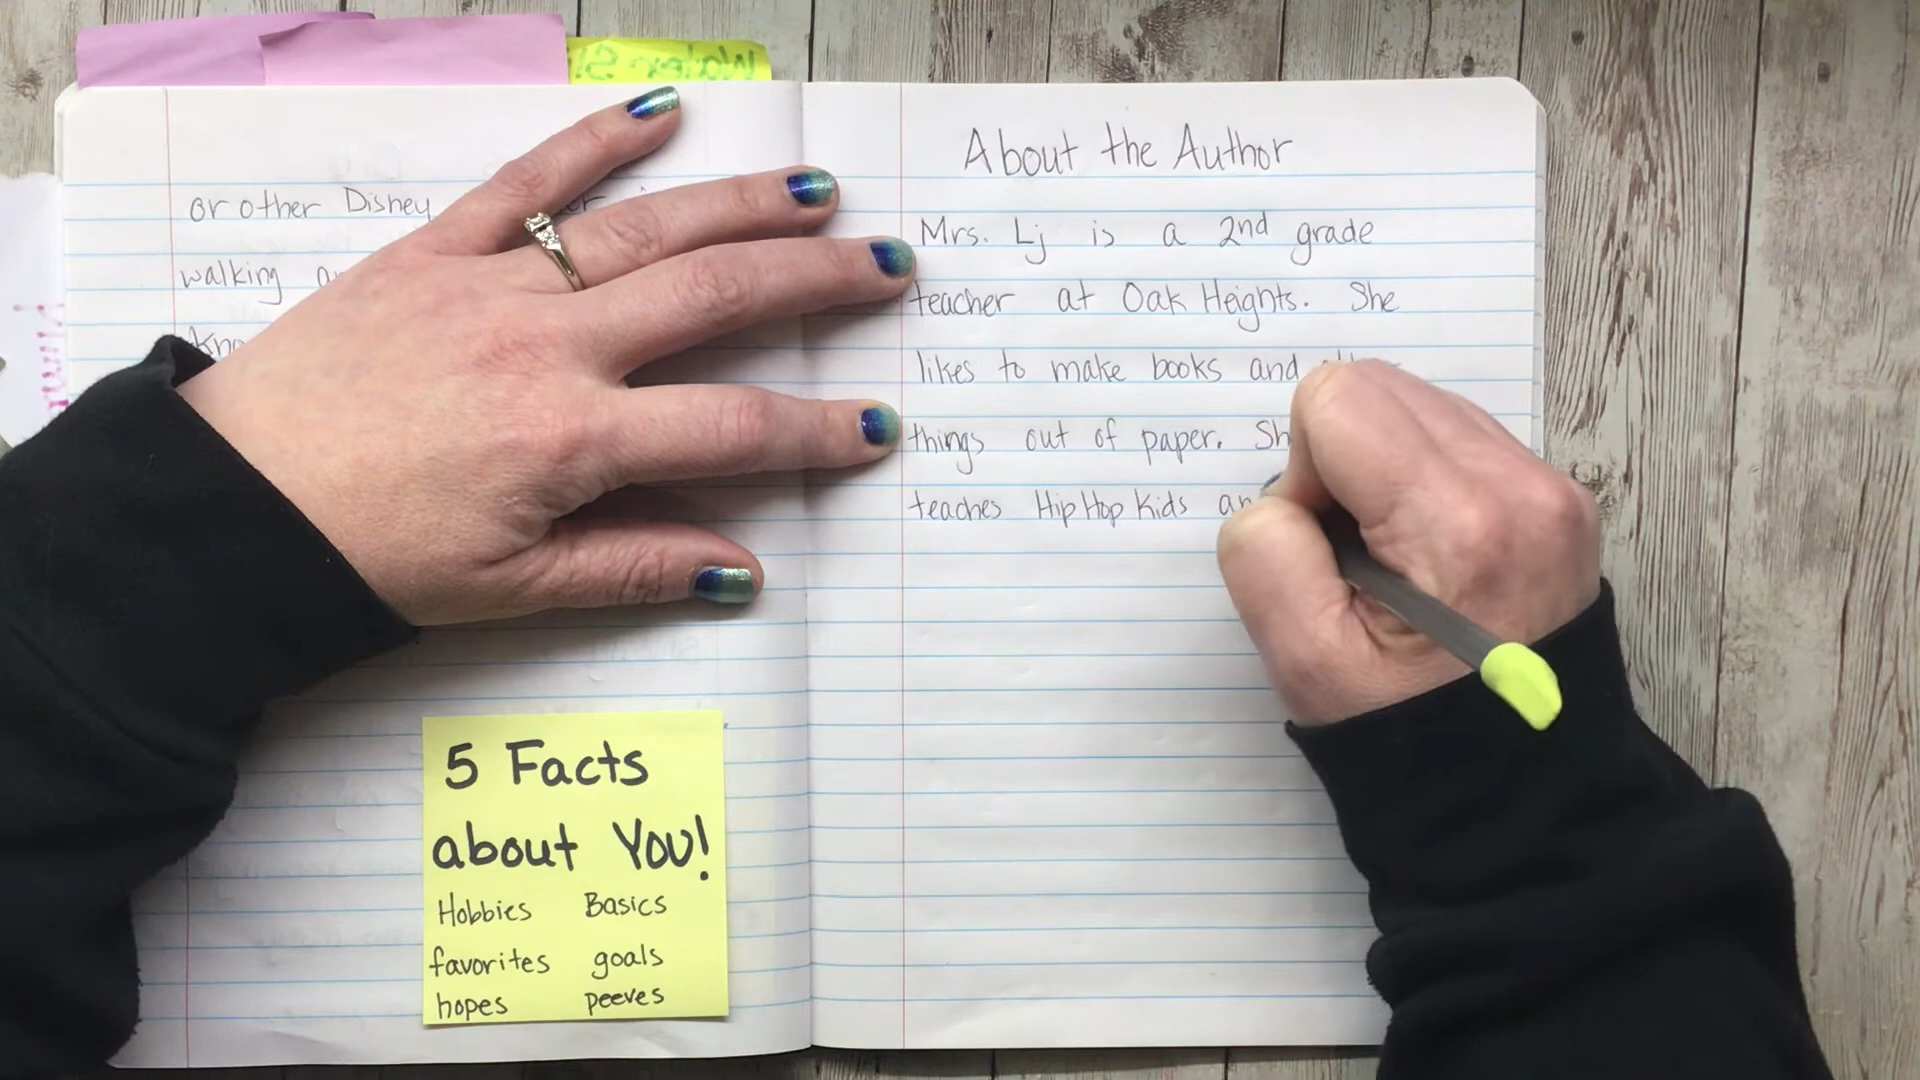 or other Disney
walking
About the Author
Mrs. Lj is a 2nd grade
teacher at Oak Heights. She
likes to make books and
things out of paper.
teaches Hip Hop Kids
5 Facts
about You!
Hobbies Basics
favorites goals
hopes peeves